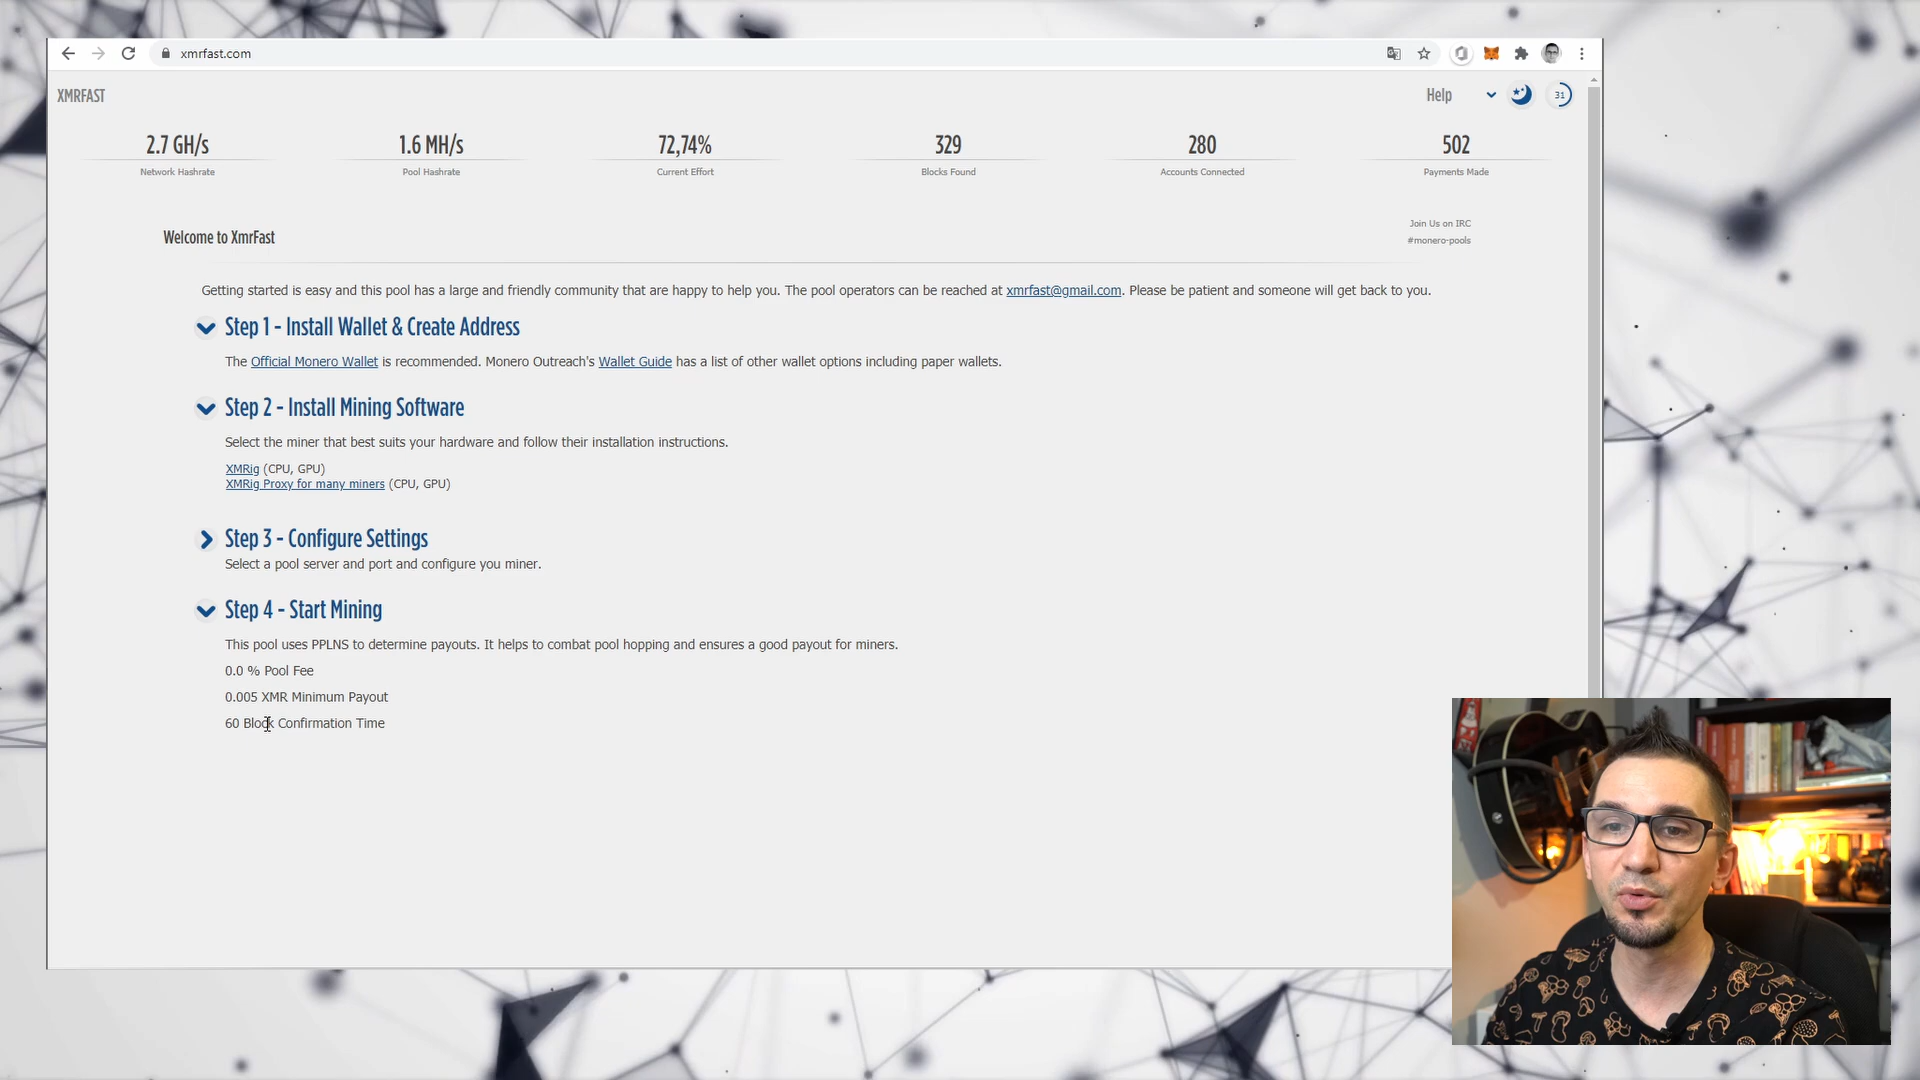 xmrfast.com
XMRFAST
Help
31
2.7 GH/s
Network Hashrate
1.6 MH/s
Pool Hashrate
72,74%
Current Effort
329
Blocks Found
280
Accounts Connected
502
Payments Made
Welcome to XmrFast
Join Us on IRC
#monero-pools
Getting started is easy and this pool has a large and friendly community that are happy to help you. The pool operators can be reached at xmrfast@gmail.com. Please be patient and someone will get back to you.
Step 1 - Install Wallet & Create Address
The Official Monero Wallet is recommended. Monero Outreach's Wallet Guide has a list of other wallet options including paper wallets.
Step 2 - Install Mining Software
Select the miner that best suits your hardware and follow their installation instructions.
XMRig (CPU, GPU)
XMRig Proxy for many miners (CPU, GPU)
Step 3 - Configure Settings
Select a pool server and port and configure you miner.
Step 4 - Start Mining
This pool uses PPLNS to determine payouts. It helps to combat pool hopping and ensures a good payout for miners.
0.0 % Pool Fee
0.005 XMR Minimum Payout
60 Block Confirmation Time